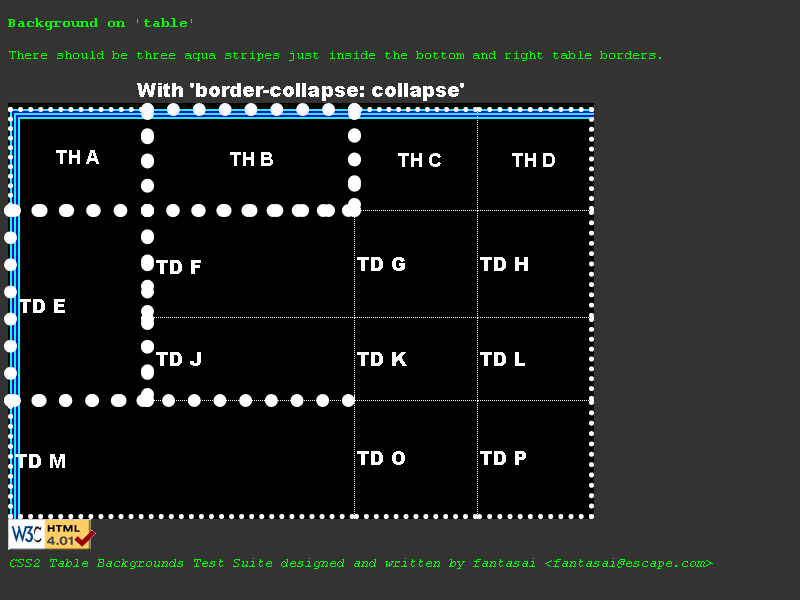 Background on 'table'
There should be three aqua stripes just inside the bottom and right table borders.
With 'border-collapse: collapse'
TH A TH B TH C TH D
TD F TD G TD H
TD E
TD J TD K TD L
TD M TD O TD P
W3C HTML 4.01
CSS2 Table Backgrounds Test Suite designed and written by fantasai <fantasai@escape.com>